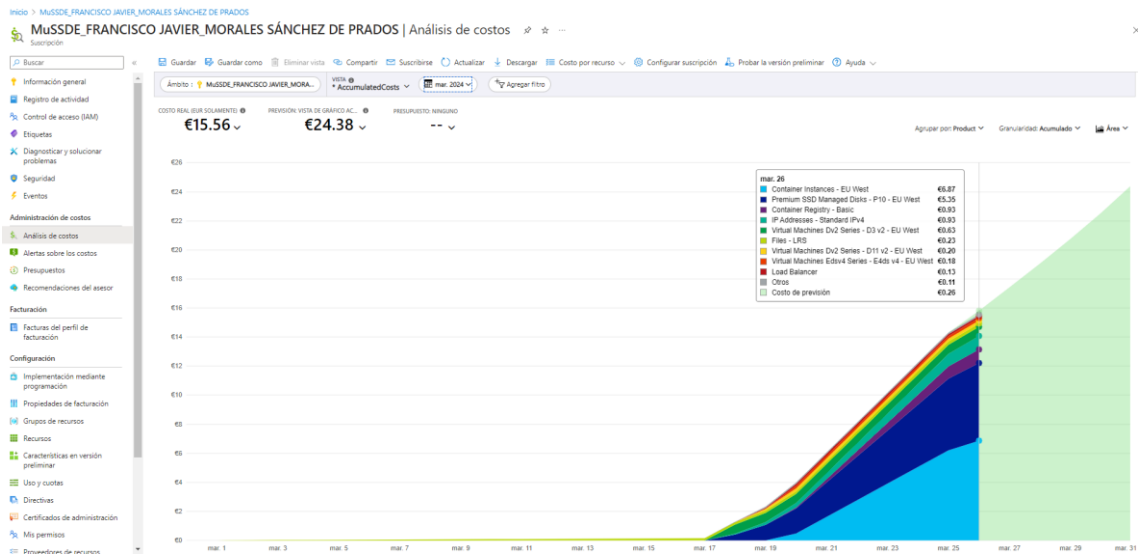 Inicio > MuSSDE_FRANCISCO JAVIER_MORALES SÁNCHEZ DE PRADOS
MuSSDE_FRANCISCO JAVIER_MORALES SÁNCHEZ DE PRADOS | Análisis de costos
Suscripción
Buscar
Guardar Guardar como Eliminar vista Compartir Suscribirse Actualizar Descargar Costo por recurso Configurar suscripción Probar la versión preliminar Ayuda
Información general
Registro de actividad
Control de acceso (IAM)
Etiquetas
Diagnosticar y solucionar
problemas
Seguridad
Eventos
Administración de costos
Análisis de costos
Alertas sobre los costos
Presupuestos
Recomendaciones del asesor
Facturación
Facturas del perfil de
facturación
Configuración
Implementación mediante
programación
Propiedades de facturación
Grupos de recursos
Recursos
Características en versión
preliminar
Uso y cuotas
Directivas
Certificados de administración
Mis permisos
Proveedores de recursos
Ámbito : MuSSDE_FRANCISCO JAVIER_MORA...
VISTA
* AccumulatedCosts
mar. 2024
Agregar filtro
COSTO REAL (EUR SOLAMENTE)
€15.56
PREVISIÓN: VISTA DE GRÁFICO AC...
€24.38
PRESUPUESTO: NINGUNO
--
Agrupar por: Product
Granularidad: Acumulado
Área
€26
€24
€22
€20
€18
€16
€14
€12
€10
€8
€6
€4
€2
€0
mar. 26
Container Instances - EU West €6.87
Premium SSD Managed Disks - P10 - EU West €5.35
Container Registry - Basic €0.93
IP Addresses - Standard IPv4 €0.93
Virtual Machines Dv2 Series - D3 v2 - EU West €0.63
Files - LRS €0.23
Virtual Machines Dv2 Series - D11 v2 - EU West €0.20
Virtual Machines Edsv4 Series - E4ds v4 - EU West €0.18
Load Balancer €0.13
Otros €0.11
Costo de previsión €0.26
mar. 1 mar. 3 mar. 5 mar. 7 mar. 9 mar. 11 mar. 13 mar. 15 mar. 17 mar. 19 mar. 21 mar. 23 mar. 25 mar. 27 mar. 29 mar. 31